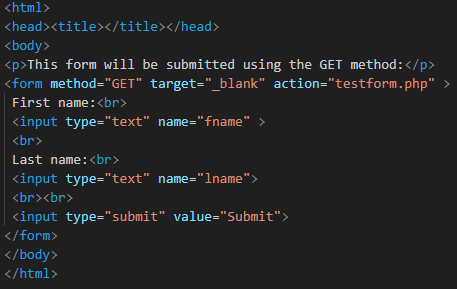 <html>
<head><title></title></head>
<body>
<p>This form will be submitted using the GET method:</p>
<form method="GET" target="_blank" action="testform.php" >
First name:<br>
<input type="text" name="fname" >
<br>
Last name:<br>
<input type="text" name="lname">
<br><br>
<input type="submit" value="Submit">
</form>
</body>
</html>